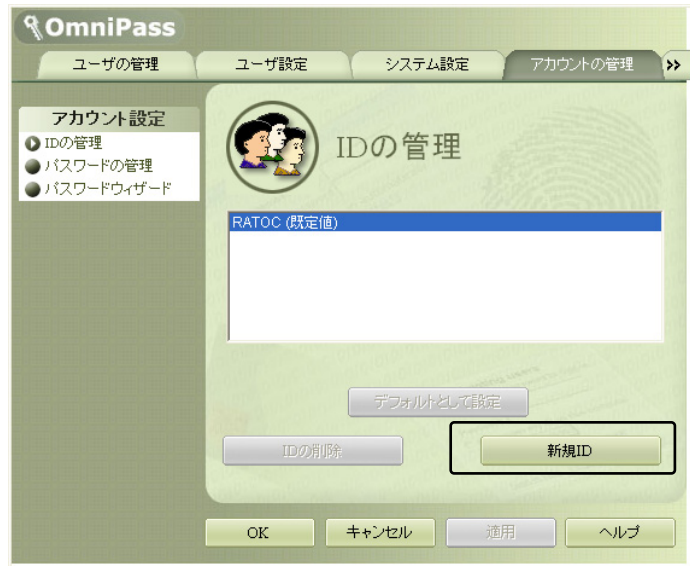 OmniPass
ユーザの管理 ユーザ設定 システム設定 アカウントの管理 »
アカウント設定
IDの管理
パスワードの管理
パスワードウィザード
IDの管理
RATOC (既定値)
デフォルトとして設定
IDの削除 新規ID
OK キャンセル 適用 ヘルプ